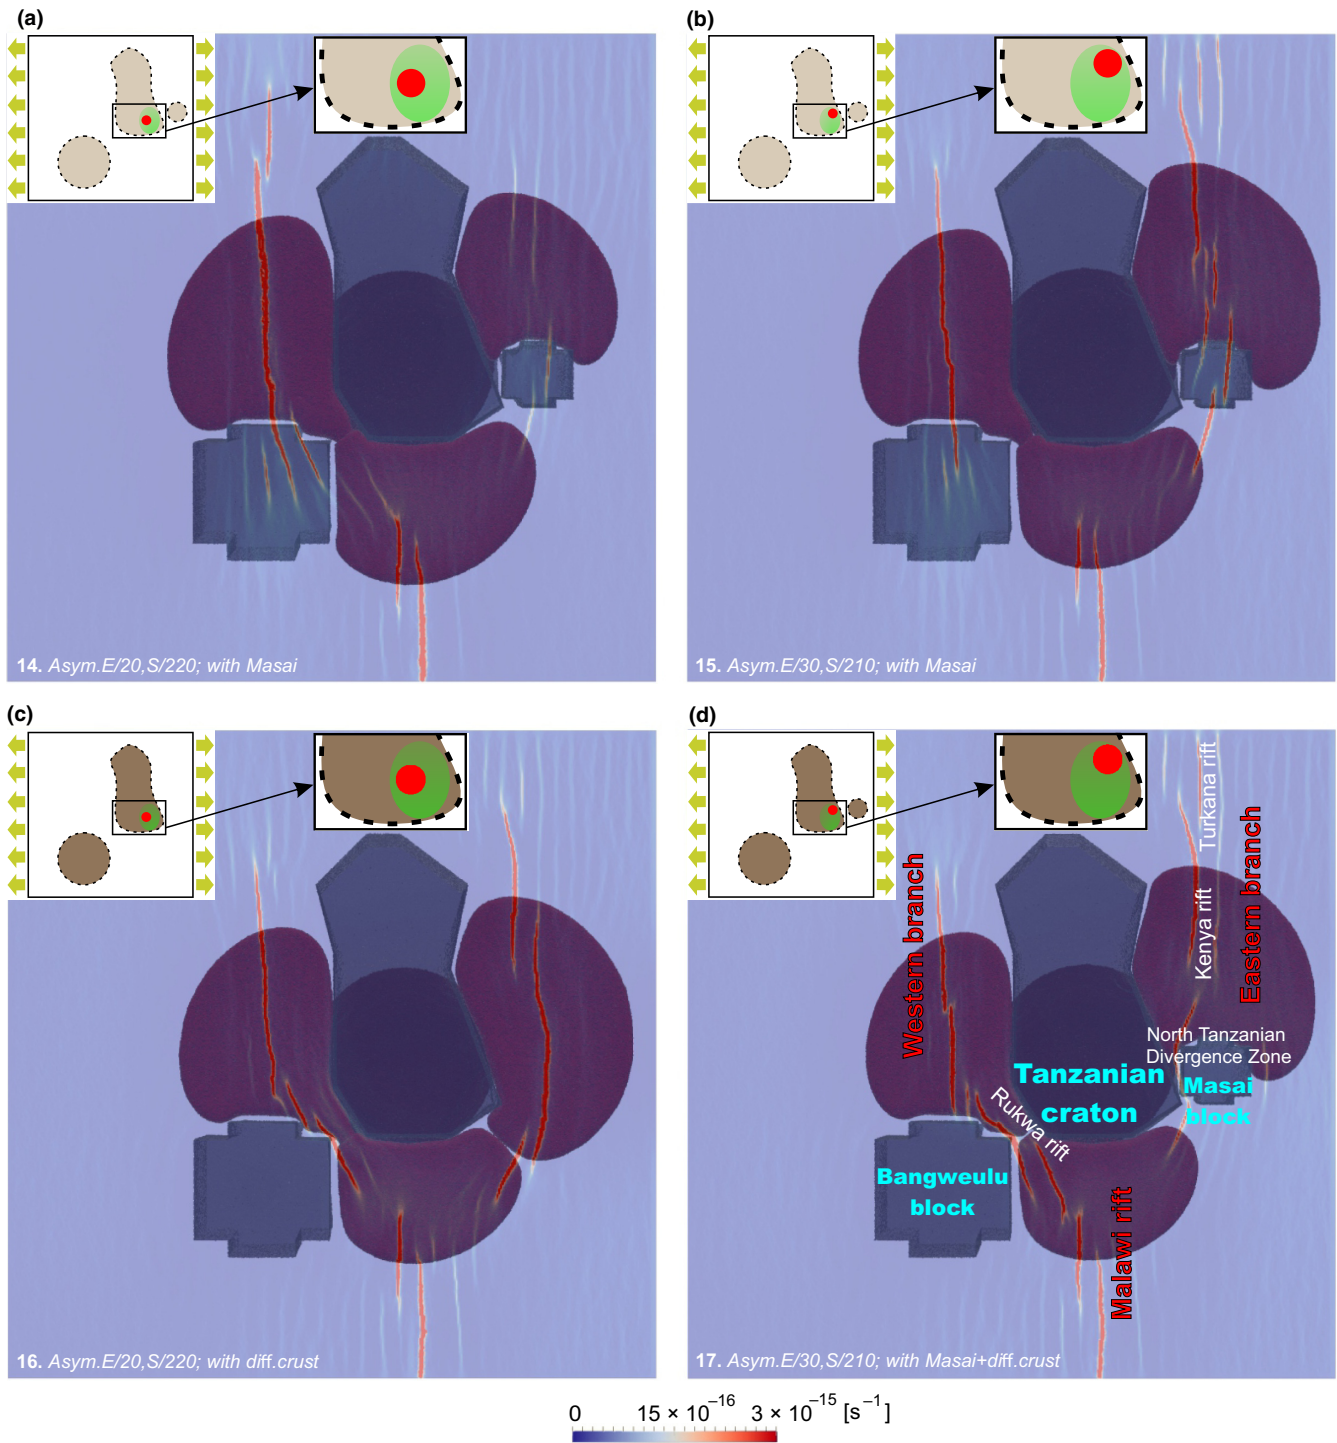 (a)
(b)
14. Asym.E/20,S/220; with Masai
15. Asym.E/30,S/210; with Masai
(c)
(d)
Turkana rift
Eastern branch
Western branch
Kenya rift
North Tanzanian
Divergence Zone
Tanzanian
craton
Masai
block
Rukwa rift
Bangweulu
block
Malawi rift
16. Asym.E/20,S/220; with diff.crust
17. Asym.E/30,S/210; with Masai+diff.crust
0 15 × 10⁻¹⁶ 3 × 10⁻¹⁵ [s⁻¹]